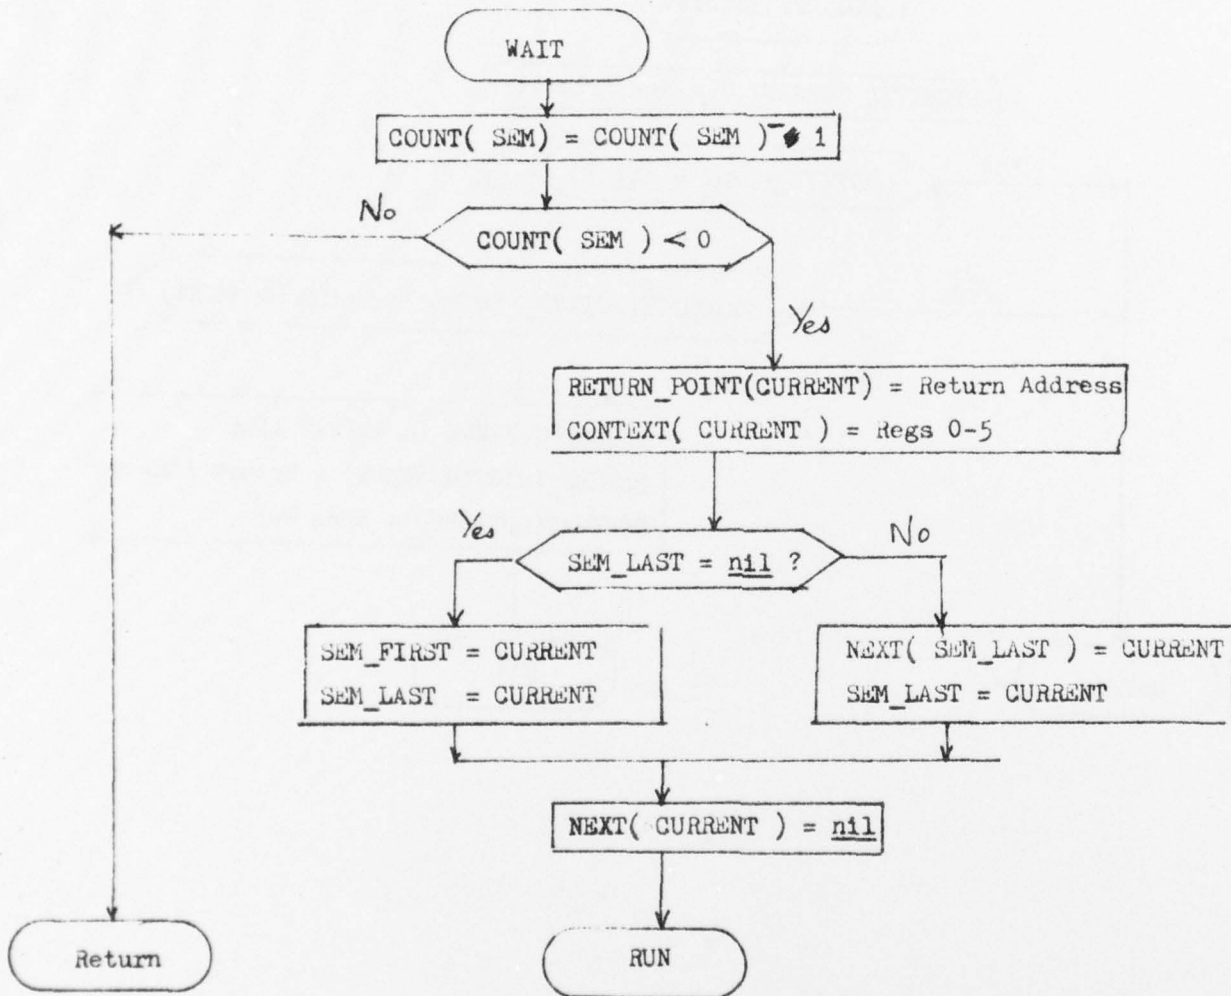 WAIT
COUNT( SEM) = COUNT( SEM ) - 1
No
COUNT( SEM ) < 0
Yes
RETURN_POINT(CURRENT) = Return Address
CONTEXT( CURRENT ) = Regs 0-5
Yes
No
SEM_LAST = nil ?
SEM_FIRST = CURRENT
SEM_LAST = CURRENT
NEXT( SEM_LAST ) = CURRENT
SEM_LAST = CURRENT
NEXT( CURRENT ) = nil
Return
RUN